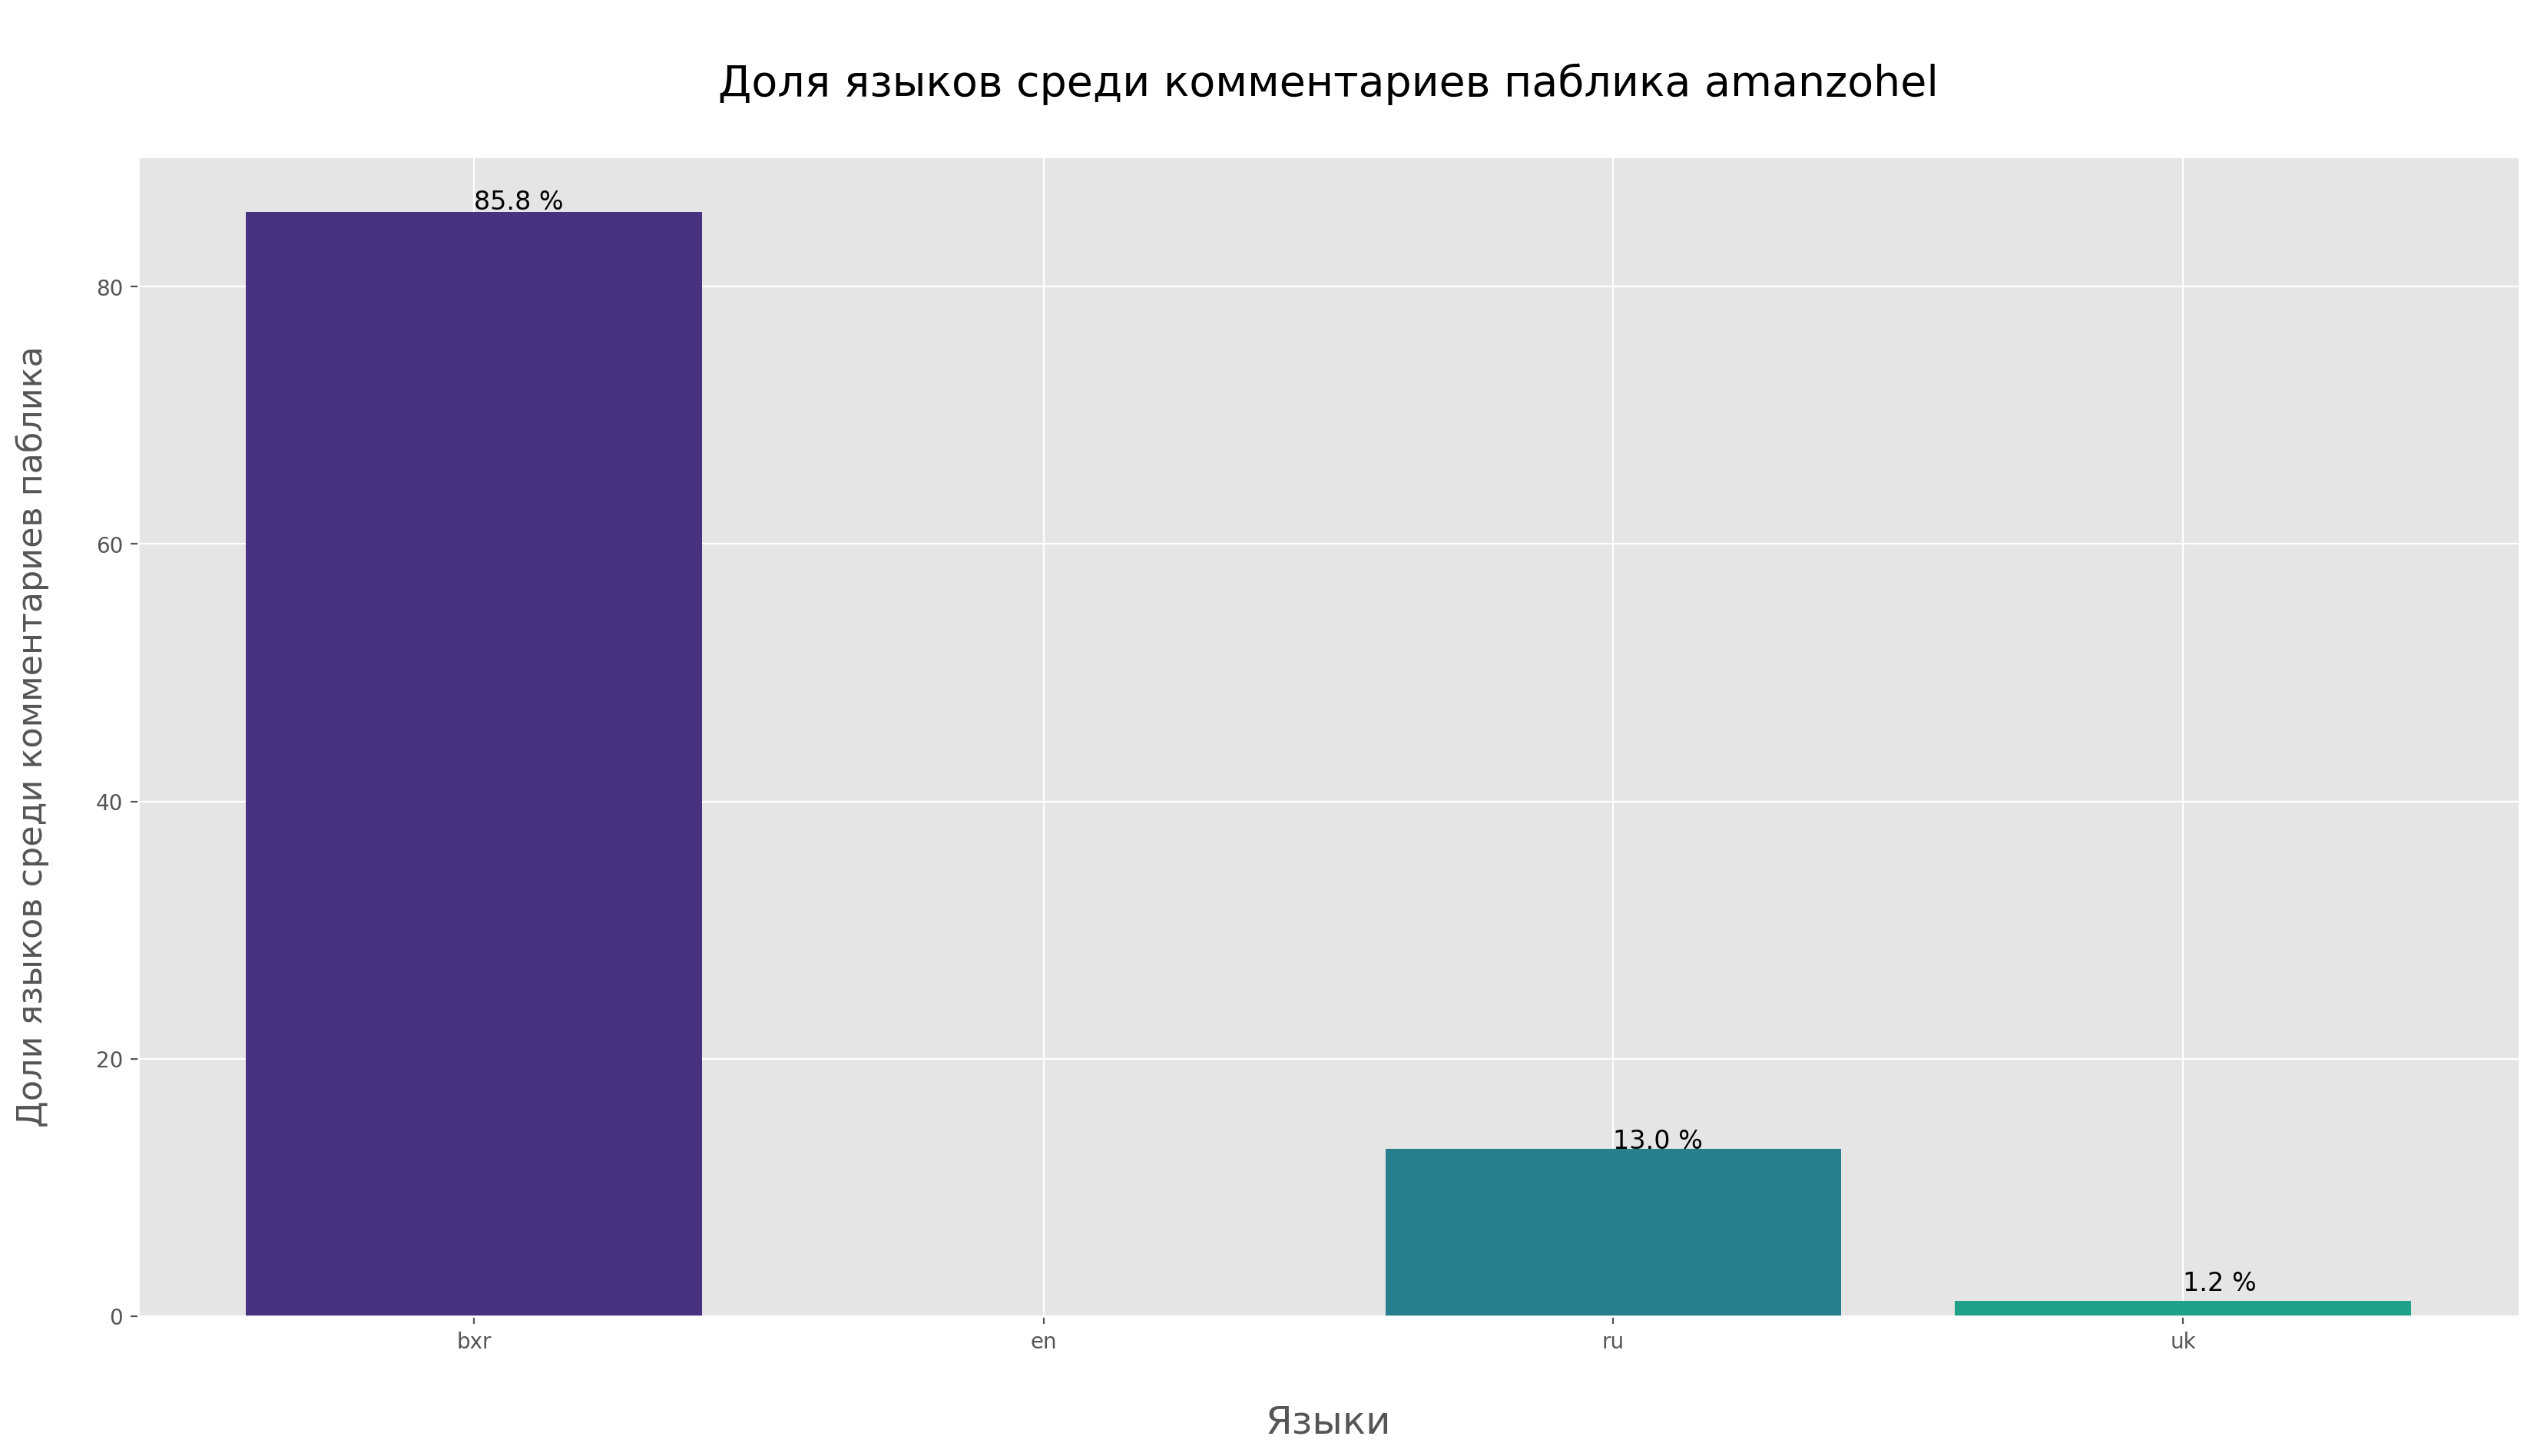 Доля языков среди комментариев паблика amanzohel
Доли языков среди комментариев паблика
80
60
40
20
0
85.8 %
13.0 %
1.2 %
bxr
en
ru
uk
Языки